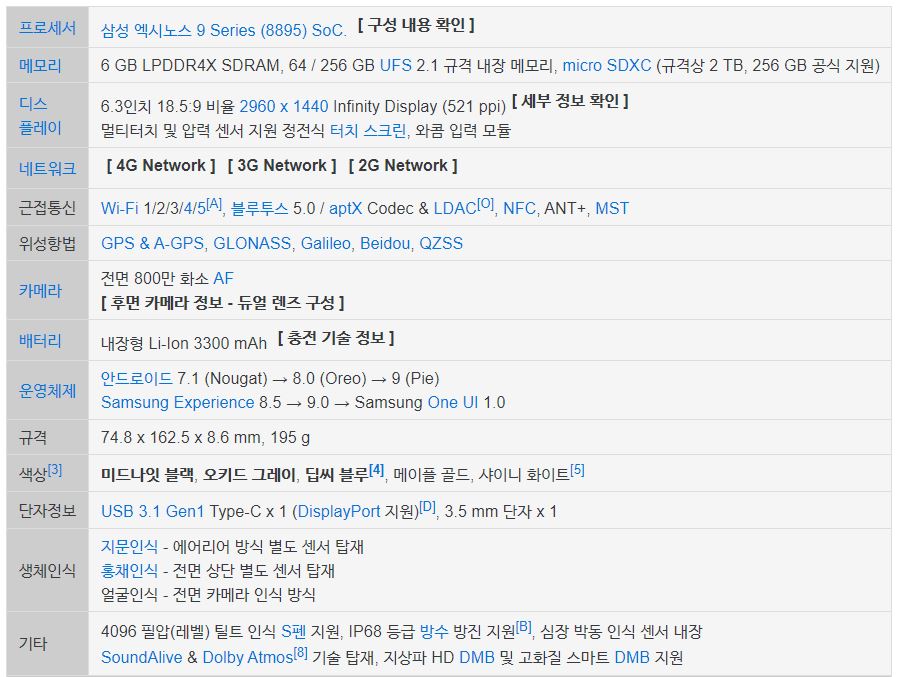 프로세서
삼성 엑시노스 9 Series (8895) SoC. [ 구성 내용 확인 ]
메모리
6 GB LPDDR4X SDRAM, 64 / 256 GB UFS 2.1 규격 내장 메모리, micro SDXC (규격상 2 TB, 256 GB 공식 지원)
디스
플레이
6.3인치 18.5:9 비율 2960 x 1440 Infinity Display (521 ppi) [ 세부 정보 확인 ]
멀티터치 및 압력 센서 지원 정전식 터치 스크린, 와콤 입력 모듈
네트워크
[ 4G Network ] [ 3G Network ] [ 2G Network ]
근접통신
Wi-Fi 1/2/3/4/5[A], 블루투스 5.0 / aptX Codec & LDAC[O], NFC, ANT+, MST
위성항법
GPS & A-GPS, GLONASS, Galileo, Beidou, QZSS
카메라
전면 800만 화소 AF
[ 후면 카메라 정보 - 듀얼 렌즈 구성 ]
배터리
내장형 Li-Ion 3300 mAh [ 충전 기술 정보 ]
운영체제
안드로이드 7.1 (Nougat) → 8.0 (Oreo) → 9 (Pie)
Samsung Experience 8.5 → 9.0 → Samsung One UI 1.0
규격
74.8 x 162.5 x 8.6 mm, 195 g
색상[3]
미드나잇 블랙, 오키드 그레이, 딥씨 블루[4], 메이플 골드, 샤이니 화이트[5]
단자정보
USB 3.1 Gen1 Type-C x 1 (DisplayPort 지원)[D], 3.5 mm 단자 x 1
생체인식
지문인식 - 에어리어 방식 별도 센서 탑재
홍채인식 - 전면 상단 별도 센서 탑재
얼굴인식 - 전면 카메라 인식 방식
기타
4096 필압(레벨) 틸트 인식 S펜 지원, IP68 등급 방수 방진 지원[B], 심장 박동 인식 센서 내장
SoundAlive & Dolby Atmos[8] 기술 탑재, 지상파 HD DMB 및 고화질 스마트 DMB 지원